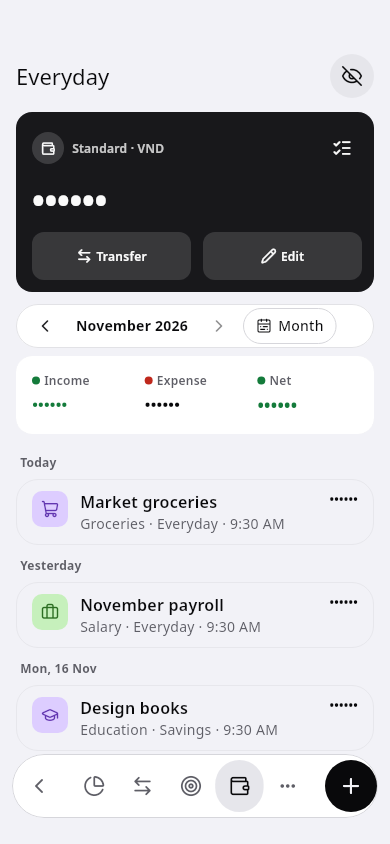 Everyday
Standard · VND
••••••
Transfer
Edit
November 2026
Month
Income
Expense
Net
••••••
••••••
••••••
Today
Market groceries
••••••
Groceries · Everyday · 9:30 AM
Yesterday
November payroll
••••••
Salary · Everyday · 9:30 AM
Mon, 16 Nov
Design books
••••••
Education · Savings · 9:30 AM